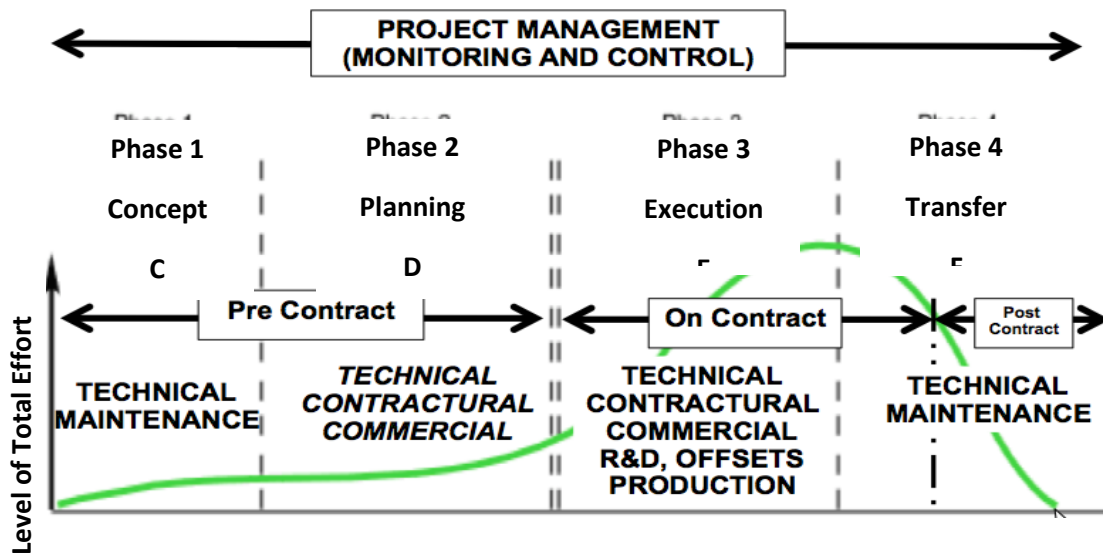 PROJECT MANAGEMENT
(MONITORING AND CONTROL)
Phase 1
Phase 2
Phase 3
Phase 4
Concept
Planning
Execution
Transfer
C
D
Pre Contract
On Contract
Post
Contract
TECHNICAL
MAINTENANCE
TECHNICAL
CONTRACTURAL
COMMERCIAL
TECHNICAL
CONTRACTURAL
COMMERCIAL
R&D, OFFSETS
PRODUCTION
TECHNICAL
MAINTENANCE
Level of Total Effort